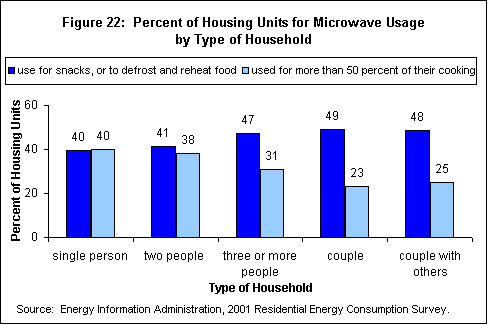 Figure 22:  Percent of Housing Units for Microwave Usage
by Type of Household
use for snacks, or to defrost and reheat food used for more than 50 percent of their cooking
Percent of Housing Units
60
40
20
0
40 40 41 38 47 31 49 23 48 25
single person two people three or more people couple couple with others
Type of Household
Source:  Energy Information Administration, 2001 Residential Energy Consumption Survey.